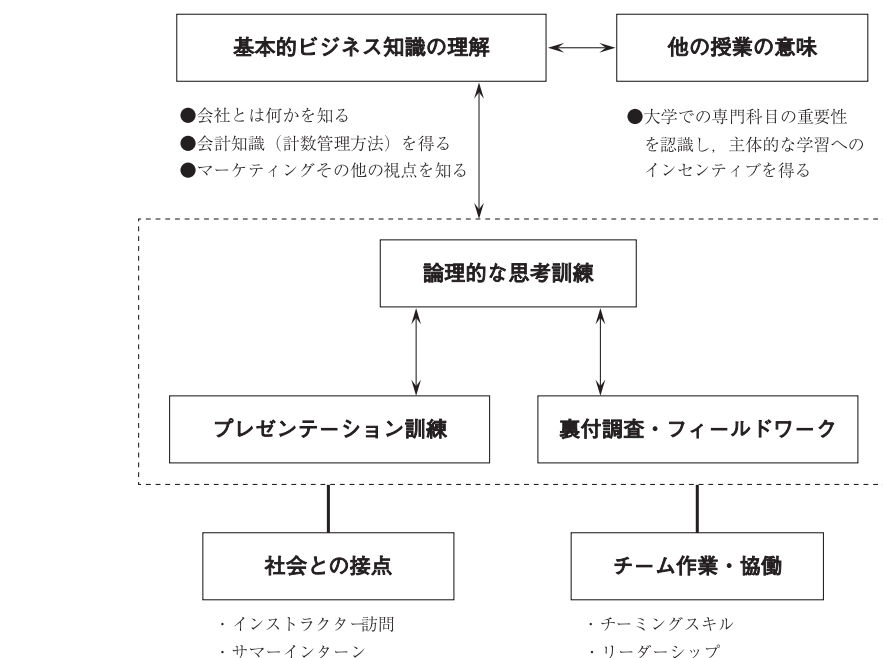 基本的ビジネス知識の理解
他の授業の意味
●会社とは何かを知る
●会計知識（計数管理方法）を得る
●マーケティングその他の視点を知る
●大学での専門科目の重要性
を認識し，主体的な学習への
インセンティブを得る
論理的な思考訓練
プレゼンテーション訓練
裏付調査・フィールドワーク
社会との接点
チーム作業・協働
・インストラクター訪問
・サマーインターン
・チーミングスキル
・リーダーシップ